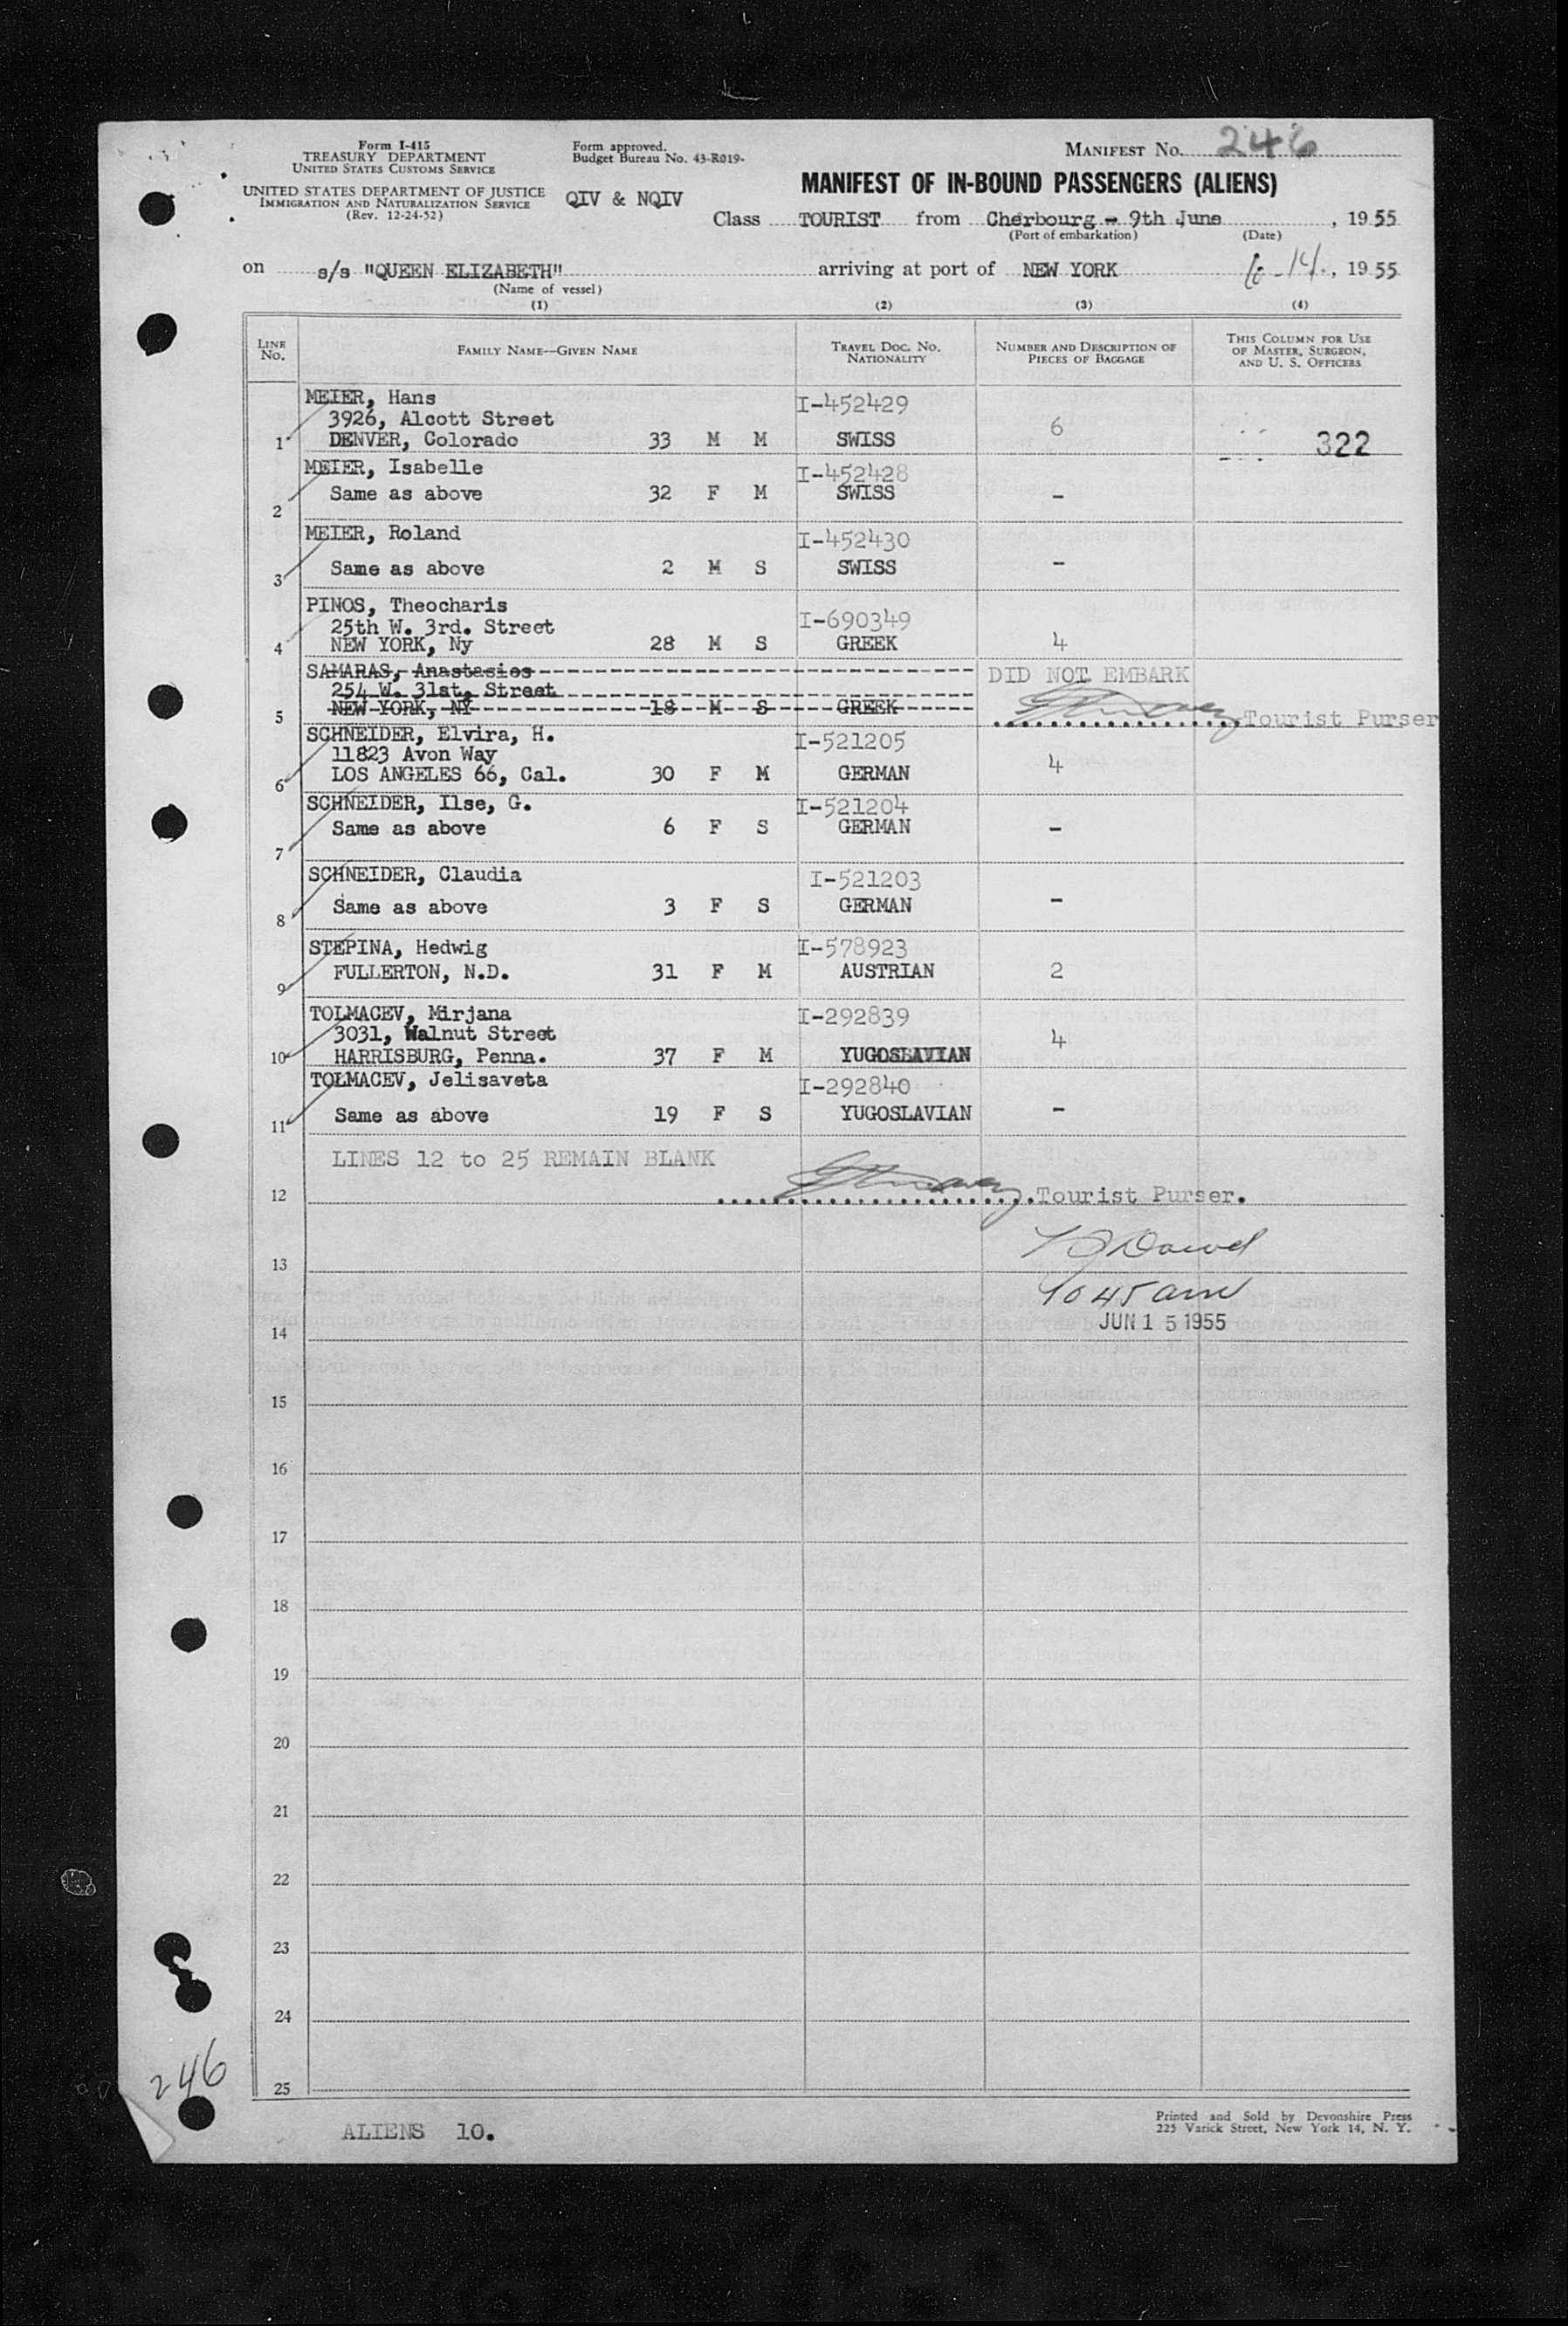 Form I-415
TREASURY DEPARTMENT
UNITED STATES CUSTOMS SERVICE
UNITED STATES DEPARTMENT OF JUSTICE
IMMIGRATION AND NATURALIZATION SERVICE
(Rev. 12-24-52)
Form approved.
Budget Bureau No. 43-R019-
QIV & NQIV
MANIFEST NO. 246
MANIFEST OF IN-BOUND PASSENGERS (ALIENS)
Class TOURIST from Cherbourg - 9th June, 1955
(Port of embarkation) (Date)
on s/s "QUEEN ELIZABETH" arriving at port of NEW YORK 6-14, 1955
(Name of vessel)
(1) (2) (3) (4)
LINE NO. FAMILY NAME—GIVEN NAME TRAVEL DOC. NO. NATIONALITY NUMBER AND DESCRIPTION OF PIECES OF BAGGAGE THIS COLUMN FOR USE OF MASTER, SURGEON, AND U. S. OFFICERS
MEIER, Hans I-452429
3926, Alcott Street 6
1 DENVER, Colorado 33 M M SWISS 322
MEIER, Isabelle I-452428
Same as above 32 F M SWISS -
2
MEIER, Roland I-452430
3 Same as above 2 M S SWISS -
PINOS, Theocharis I-690349
25th W. 3rd. Street
4 NEW YORK, Ny 28 M S GREEK 4
SAMARAS, Anastasios DID NOT EMBARK
254 W. 31st. Street
5 NEW YORK, NY 18 M S GREEK Tourist Purser
SCHNEIDER, Elvira, H. I-521205
11823 Avon Way 4
6 LOS ANGELES 66, Cal. 30 F M GERMAN
SCHNEIDER, Ilse, G. I-521204
Same as above 6 F S GERMAN -
7
SCHNEIDER, Claudia I-521203
8 Same as above 3 F S GERMAN -
STEPINA, Hedwig I-578923
FULLERTON, N.D. 31 F M AUSTRIAN 2
9
TOLMACEV, Mirjana I-292839
3031, Walnut Street 4
10 HARRISBURG, Penna. 37 F M YUGOSLAVIAN
TOLMACEV, Jelisaveta I-292840
11 Same as above 19 F S YUGOSLAVIAN -
LINES 12 to 25 REMAIN BLANK
12 Tourist Purser.
13
10 45 am
JUN 15 1955
14
15
16
17
18
19
20
21
22
23
24
25
246
ALIENS 10.
Printed and Sold by Devonshire Press
225 Varick Street, New York 14, N. Y.